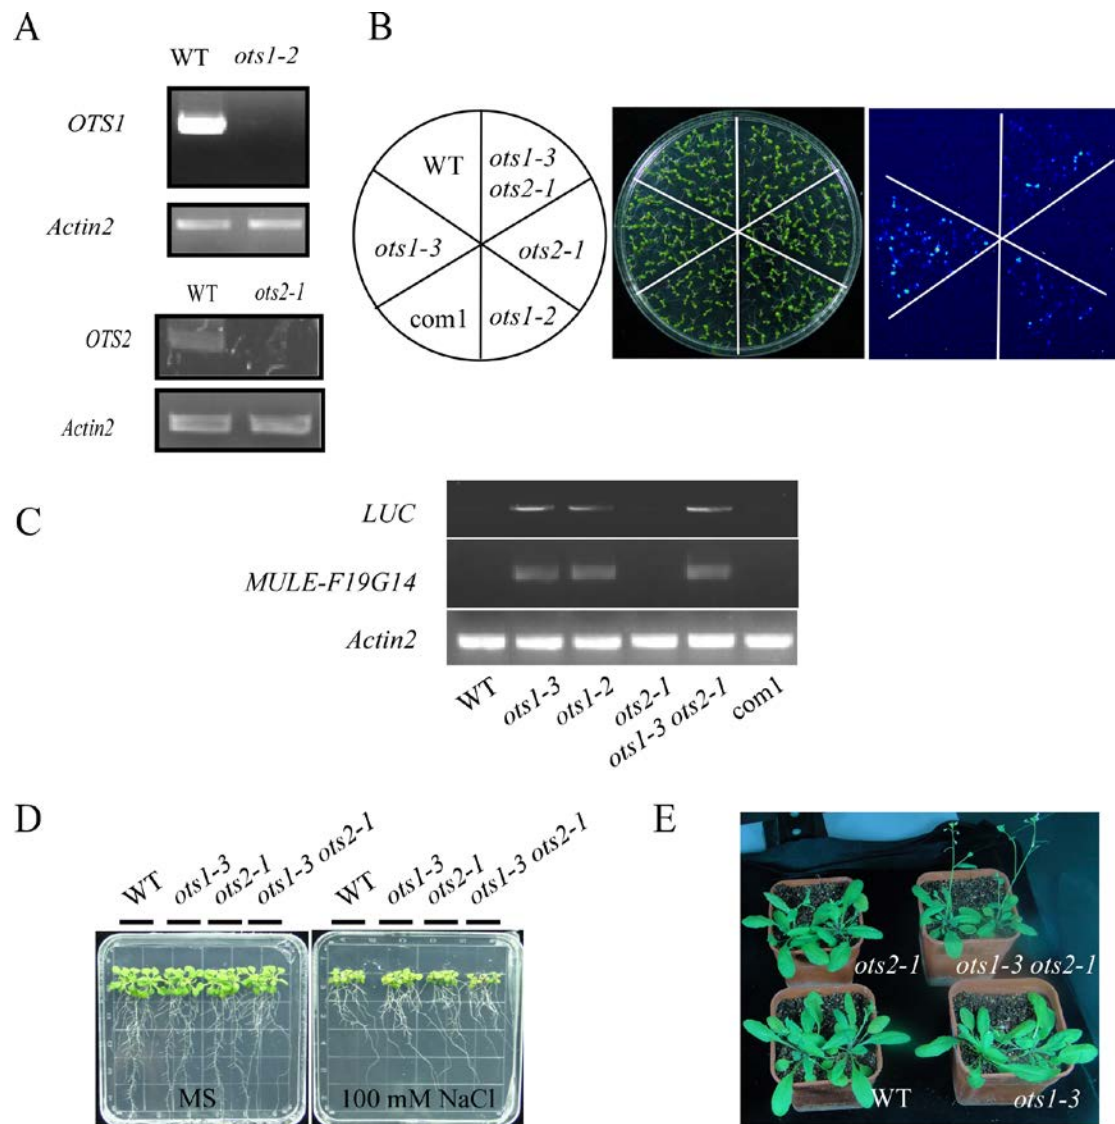 A
WT ots1-2
OTS1
Actin2
WT ots2-1
OTS2
Actin2
B
WT
ots1-3
ots2-1
ots1-3
ots2-1
com1
ots1-2
C
LUC
MULE-F19G14
Actin2
WT
ots1-3
ots1-2
ots2-1
ots1-3 ots2-1
com1
D
WT
ots1-3
ots2-1
ots1-3 ots2-1
WT
ots1-3
ots2-1
ots1-3 ots2-1
MS
100 mM NaCl
E
ots2-1
ots1-3 ots2-1
WT
ots1-3